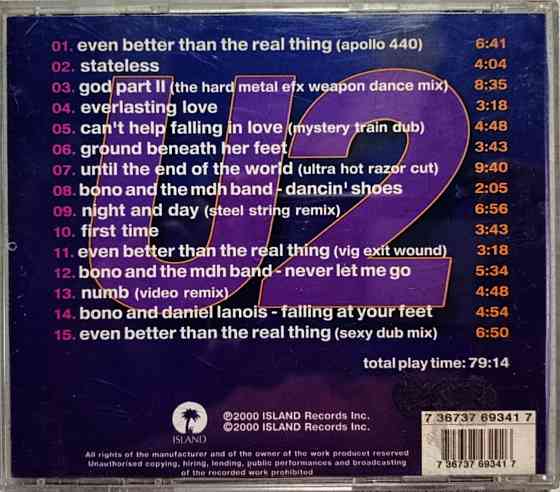 01. even better than the real thing (apollo 440) 6:41
02. stateless 4:04
03. god part II (the hard metal efx weapon dance mix) 8:35
04. everlasting love 3:18
05. can't help falling in love (mystery train dub) 4:48
06. ground beneath her feet 3:43
07. until the end of the world (ultra hot razor cut) 9:40
08. bono and the mdh band - dancin' shoes 2:05
09. night and day (steel string remix) 6:56
10. first time 3:43
11. even better than the real thing (vig exit wound) 3:18
12. bono and the mdh band - never let me go 5:34
13. numb (video remix) 4:48
14. bono and daniel lanois - falling at your feet 4:54
15. even better than the real thing (sexy dub mix) 6:50
U2
total play time: 79:14
ISLAND
℗2000 ISLAND Records Inc.
©2000 ISLAND Records Inc.
All rights of the manufacturer and of the owner of the work producet reserved
Unauthorised copying, hiring, lending, public performances and broadcasting
of the recorded work prohibited
7 36737 69341 7
7 36737 69341 7